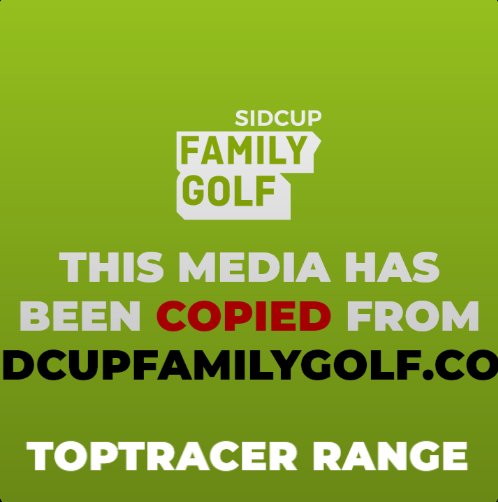 SIDCUP
FAMILY
GOLF
THIS MEDIA HAS
BEEN COPIED FROM
DCUPFAMILYGOLF.CO
TOPTRACER RANGE